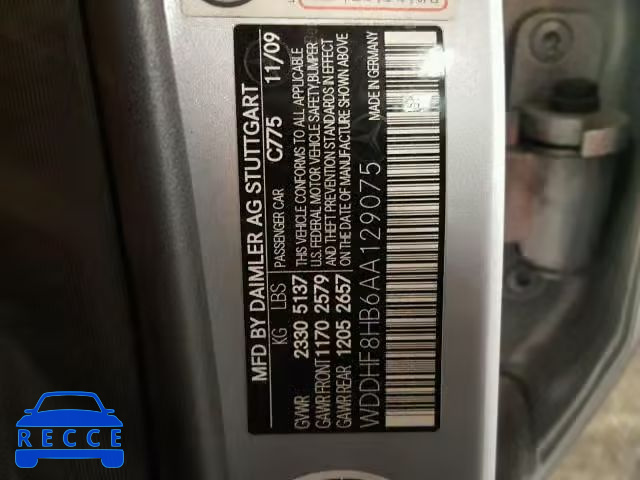 MFD BY DAIMLER AG STUTTGART
C775 11/09
KG LBS PASSENGER CAR
GVWR 2330 5137
GAWR FRONT 1170 2579
GAWR REAR 1205 2657
THIS VEHICLE CONFORMS TO ALL APPLICABLE
U.S. FEDERAL MOTOR VEHICLE SAFETY, BUMPER
AND THEFT PREVENTION STANDARDS IN EFFECT
ON THE DATE OF MANUFACTURE SHOWN ABOVE
WDDHF8HB6AA129075
MADE IN GERMANY
RECCE